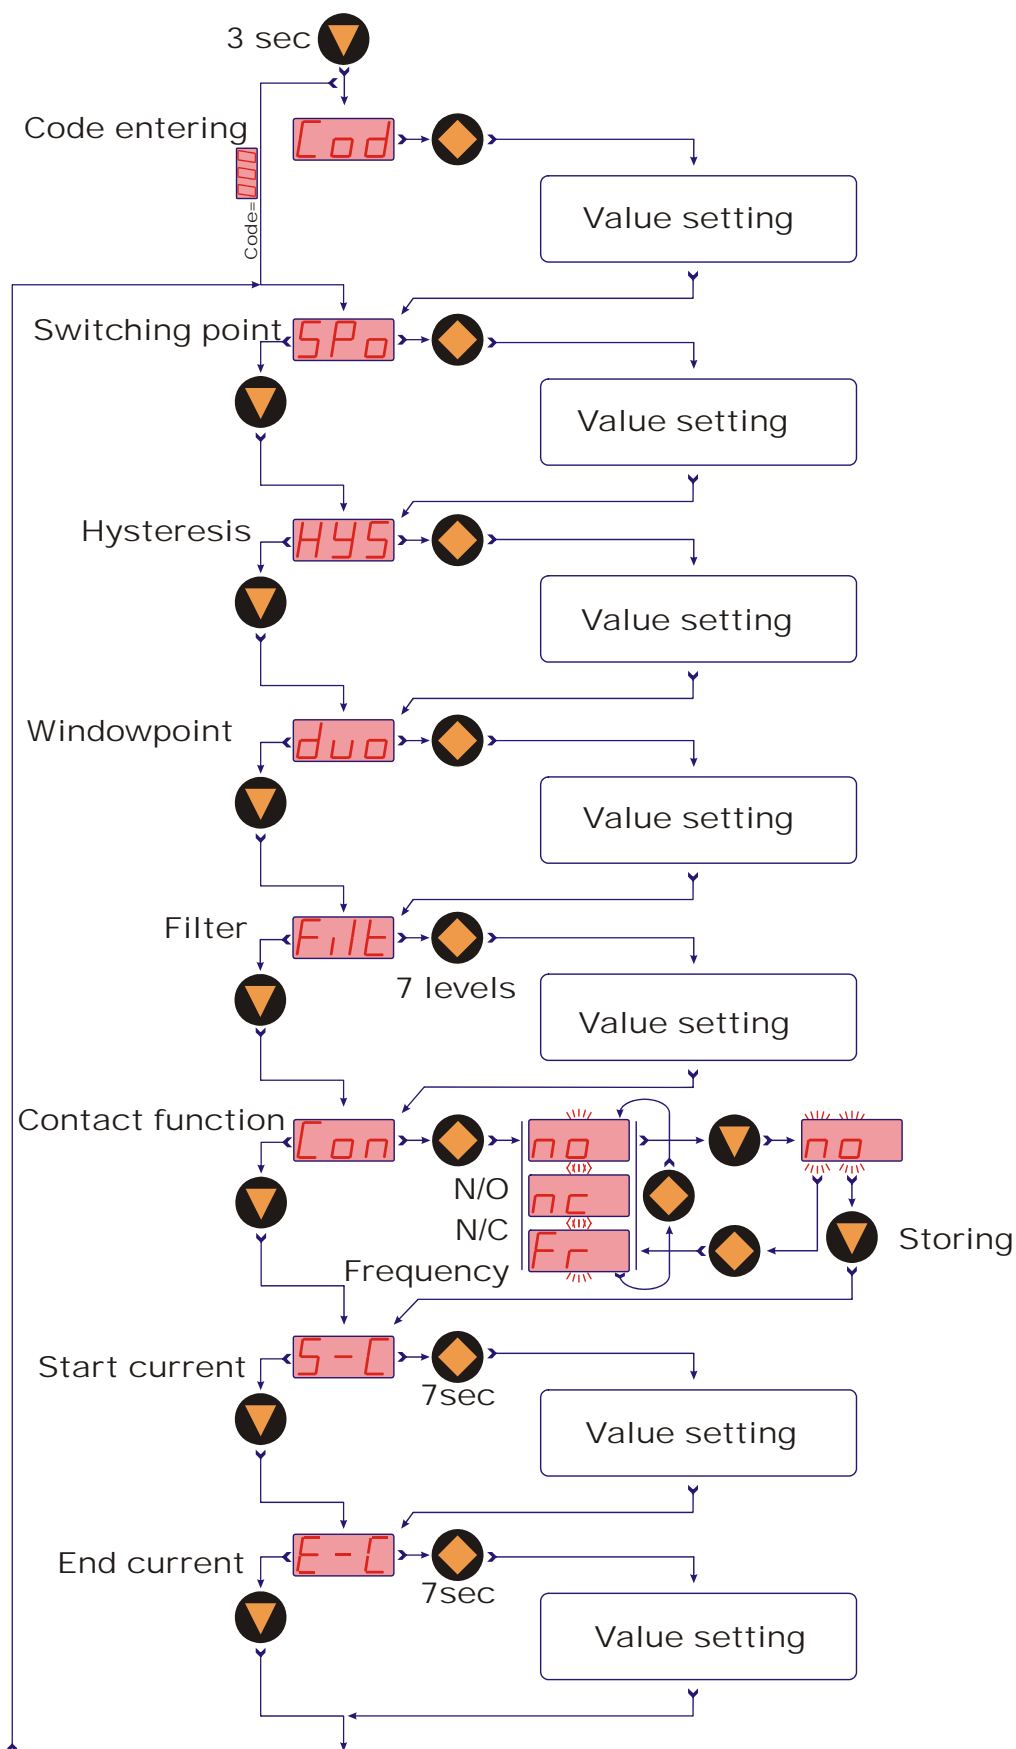 3 sec
Code entering
Cod
Code=000
Value setting
Switching point
SPo
Value setting
Hysteresis
HYS
Value setting
Windowpoint
duo
Value setting
Filter
Filt
7 levels
Value setting
Contact function
Con
no
no
N/O
nc
N/C
Fr
Storing
Frequency
Start current
S-C
7sec
Value setting
End current
E-C
7sec
Value setting